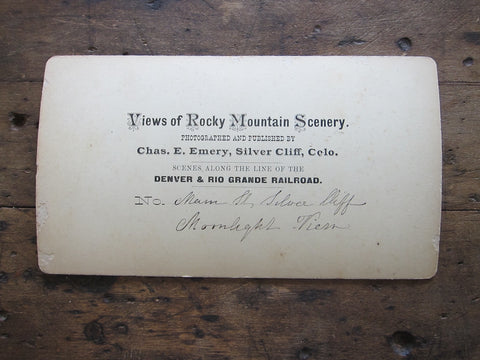 Views of Rocky Mountain Scenery.
PHOTOGRAPHED AND PUBLISHED BY
Chas. E. Emery, Silver Cliff, Colo.
SCENES ALONG THE LINE OF THE
DENVER & RIO GRANDE RAILROAD.
No. Main St, Silver Cliff
Moonlight View